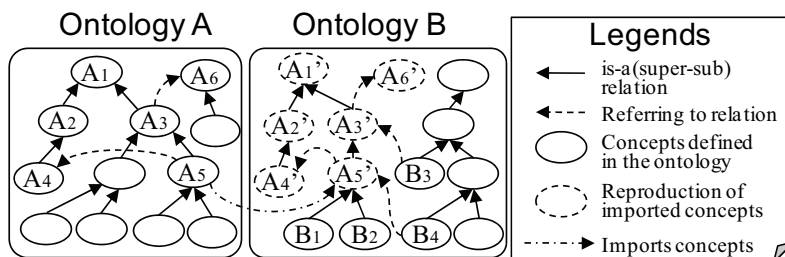 Ontology A
Ontology B
Legends
A1
A6
A2
A3
A4
A5
A1'
A6'
A2'
A3'
A4'
A5'
B3
B1
B2
B4
is-a(super-sub)
relation
Referring to relation
Concepts defined
in the ontology
Reproduction of
imported concepts
Imports concepts